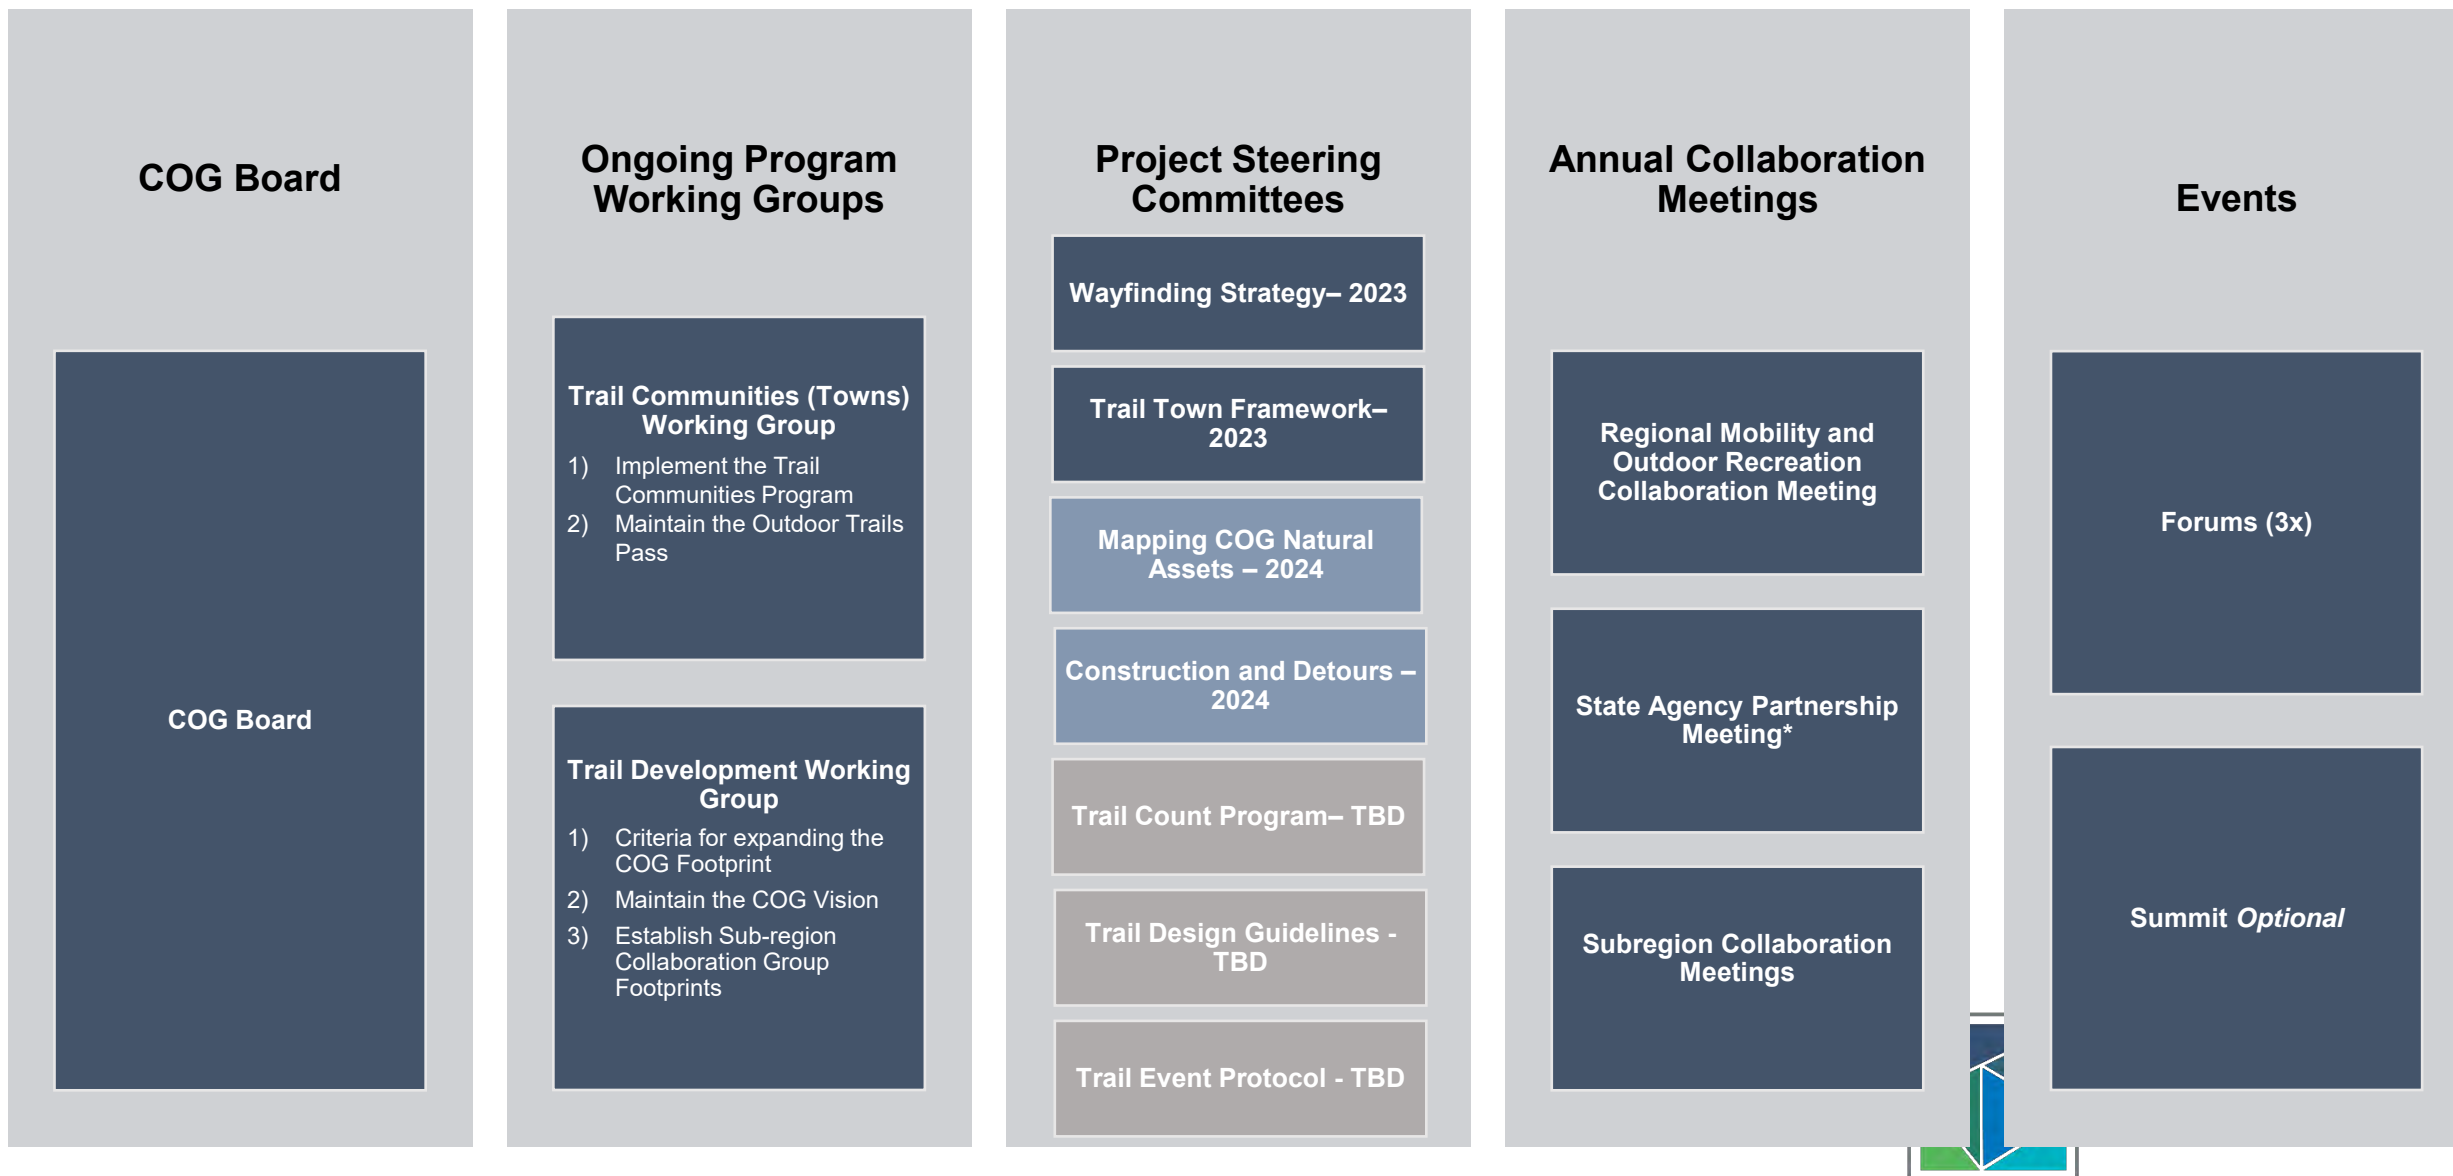 COG Board
COG Board
Ongoing Program
Working Groups
Trail Communities (Towns)
Working Group
1) Implement the Trail
Communities Program
2) Maintain the Outdoor Trails
Pass
Trail Development Working
Group
1) Criteria for expanding the
COG Footprint
2) Maintain the COG Vision
3) Establish Sub-region
Collaboration Group
Footprints
Project Steering
Committees
Wayfinding Strategy– 2023
Trail Town Framework–
2023
Mapping COG Natural
Assets – 2024
Construction and Detours –
2024
Trail Count Program– TBD
Trail Design Guidelines -
TBD
Trail Event Protocol - TBD
Annual Collaboration
Meetings
Regional Mobility and
Outdoor Recreation
Collaboration Meeting
State Agency Partnership
Meeting*
Subregion Collaboration
Meetings
Events
Forums (3x)
Summit Optional